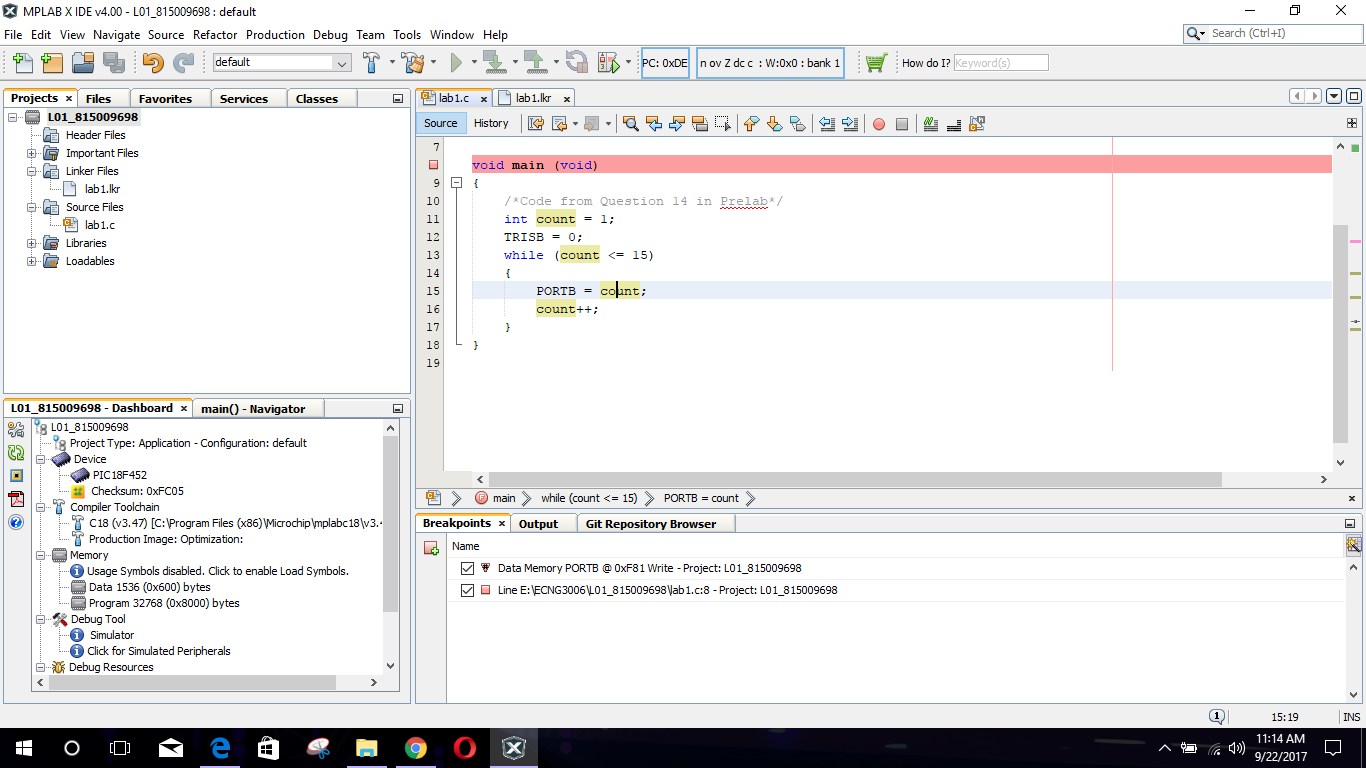 MPLAB X IDE v4.00 - L01_815009698 : default
File Edit View Navigate Source Refactor Production Debug Team Tools Window Help
Search (Ctrl+I)
default
PC: 0xDE
n ov Z dc c : W:0x0 : bank 1
How do I?
Keyword(s)
Projects
Files
Favorites
Services
Classes
L01_815009698
Header Files
Important Files
Linker Files
lab1.lkr
Source Files
lab1.c
Libraries
Loadables
lab1.c
lab1.lkr
Source
History
7
void main (void)
9 {
10 /*Code from Question 14 in Prelab*/
11 int count = 1;
12 TRISB = 0;
13 while (count <= 15)
14 {
15 PORTB = count;
16 count++;
17 }
18 }
19
main
while (count <= 15)
PORTB = count
L01_815009698 - Dashboard
main() - Navigator
L01_815009698
Project Type: Application - Configuration: default
Device
PIC18F452
Checksum: 0xFC05
Compiler Toolchain
C18 (v3.47) [C:\Program Files (x86)\Microchip\mplabc18\v3.4
Production Image: Optimization:
Memory
Usage Symbols disabled. Click to enable Load Symbols.
Data 1536 (0x600) bytes
Program 32768 (0x8000) bytes
Debug Tool
Simulator
Click for Simulated Peripherals
Debug Resources
Breakpoints
Output
Git Repository Browser
Name
Data Memory PORTB @ 0xF81 Write - Project: L01_815009698
Line E:\ECNG3006\L01_815009698\lab1.c:8 - Project: L01_815009698
1
15:19
INS
11:14 AM
9/22/2017